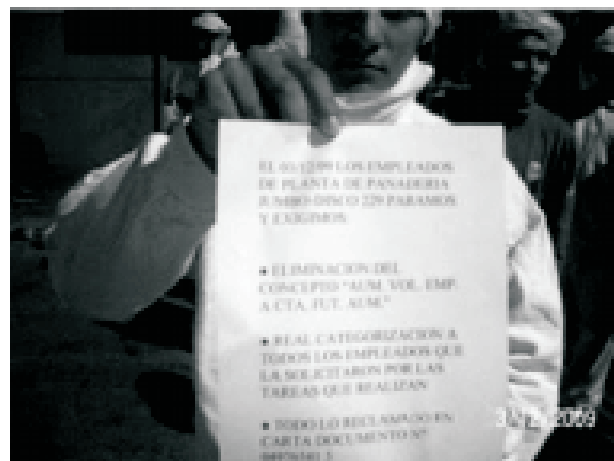 EL 03/12/09 LOS EMPLEADOS
DE PLANTA DE PANADERIA
JUMBO-DISCO 229 PARAMOS
Y EXIGIMOS:
• ELIMINACION DEL
CONCEPTO "AUM. VOL. EMP.
A CTA. FUT. AUM."
• REAL CATEGORIZACION A
TODOS LOS EMPLEADOS QUE
LA SOLICITARON POR LAS
TAREAS QUE REALIZAN
• TODO LO RECLAMADO EN
CARTA DOCUMENTO Nº
2009